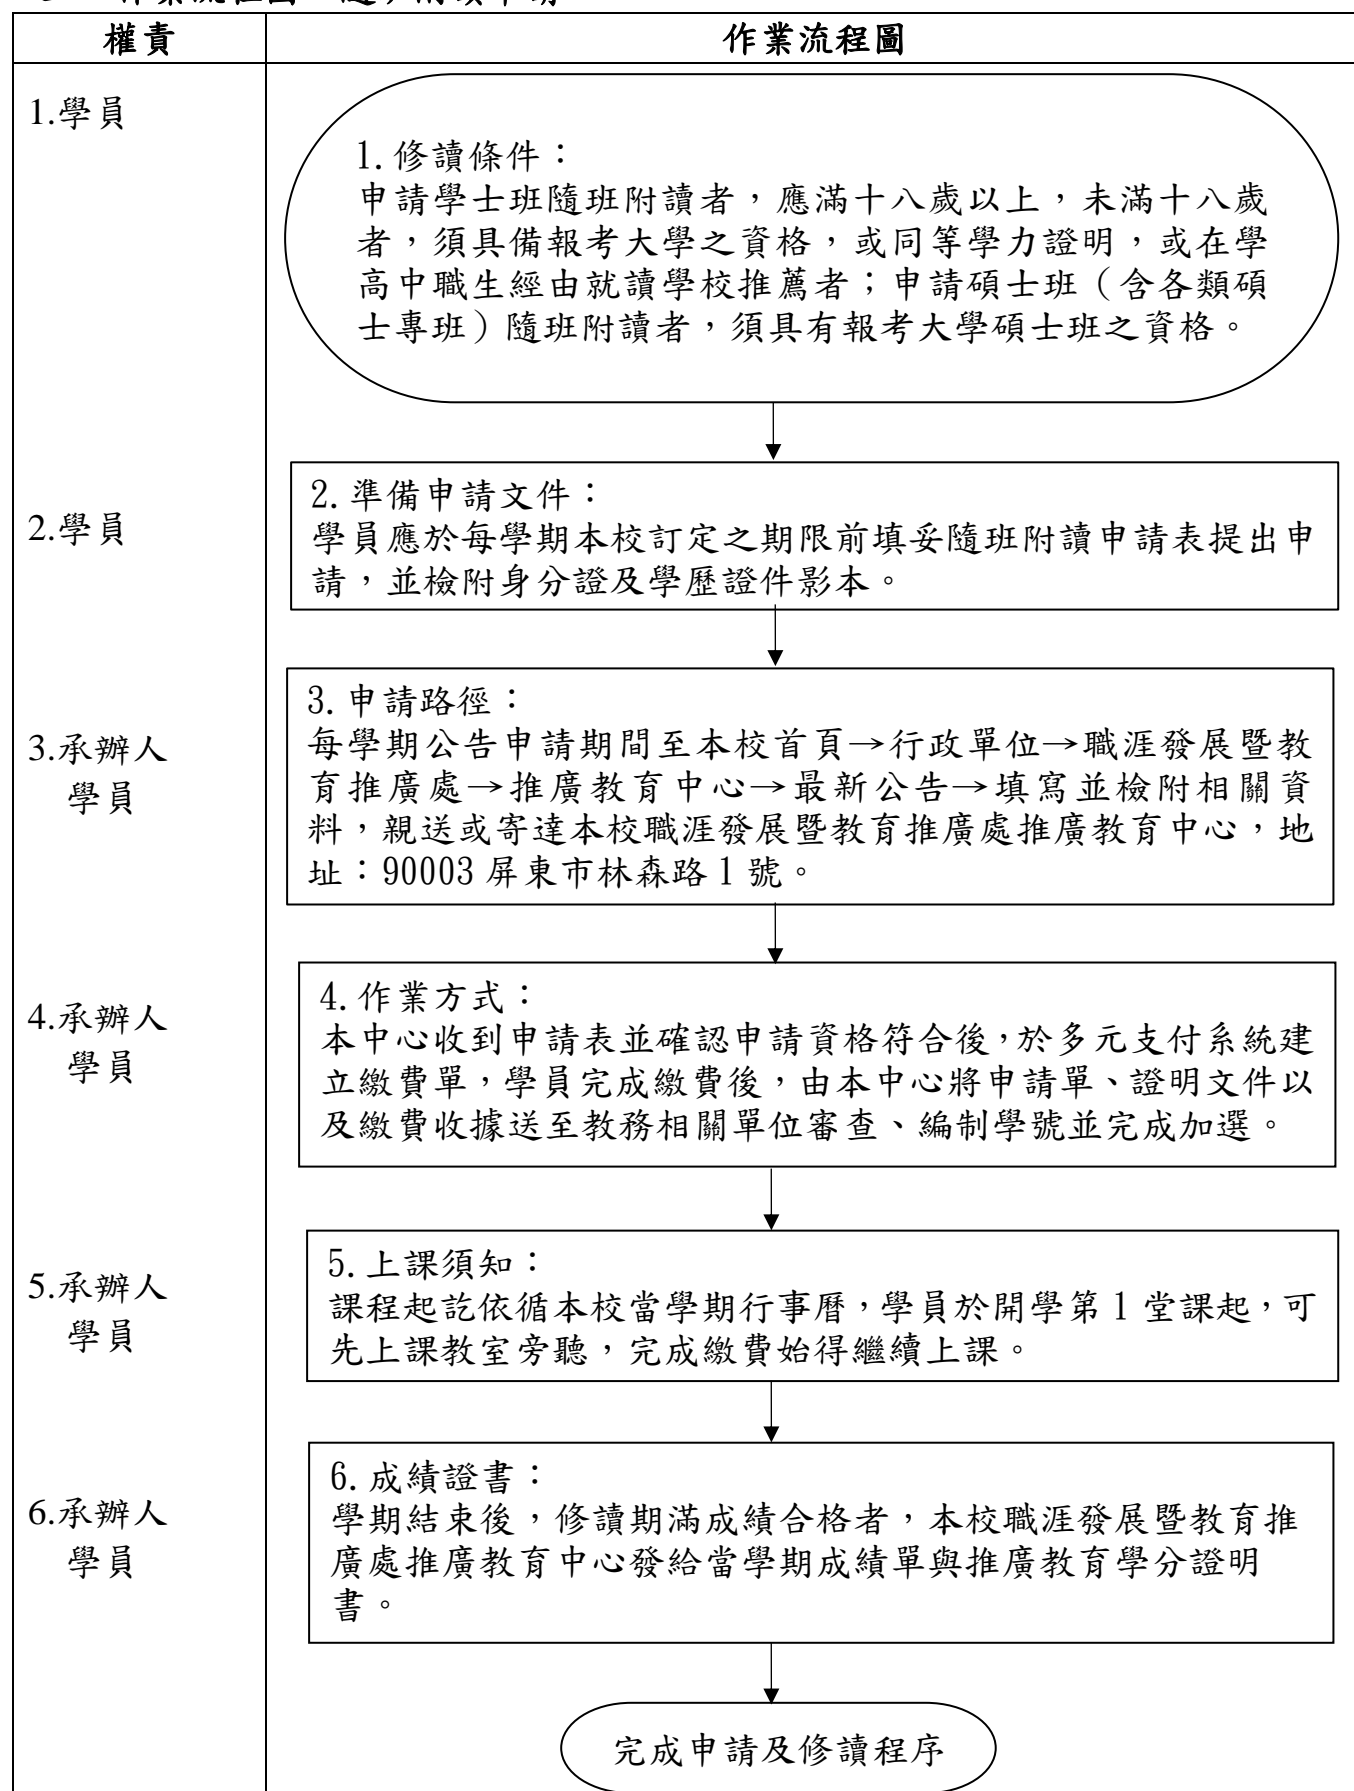 權責
作業流程圖
1.學員
1.修讀條件：
申請學士班隨班附讀者，應滿十八歲以上，未滿十八歲
者，須具備報考大學之資格，或同等學力證明，或在學
高中職生經由就讀學校推薦者；申請碩士班（含各類碩
士專班）隨班附讀者，須具有報考大學碩士班之資格。
2.學員
2.準備申請文件：
學員應於每學期本校訂定之期限前填妥隨班附讀申請表提出申
請，並檢附身分證及學歷證件影本。
3.承辦人
學員
3.申請路徑：
每學期公告申請期間至本校首頁→行政單位→職涯發展暨教
育推廣處→推廣教育中心→最新公告→填寫並檢附相關資
料，親送或寄達本校職涯發展暨教育推廣處推廣教育中心，地
址：90003 屏東市林森路 1 號。
4.承辦人
學員
4.作業方式：
本中心收到申請表並確認申請資格符合後，於多元支付系統建
立繳費單，學員完成繳費後，由本中心將申請單、證明文件以
及繳費收據送至教務相關單位審查、編制學號並完成加選。
5.承辦人
學員
5.上課須知：
課程起訖依循本校當學期行事曆，學員於開學第 1 堂課起，可
先上課教室旁聽，完成繳費始得繼續上課。
6.承辦人
學員
6.成績證書：
學期結束後，修讀期滿成績合格者，本校職涯發展暨教育推
廣處推廣教育中心發給當學期成績單與推廣教育學分證明
書。
完成申請及修讀程序